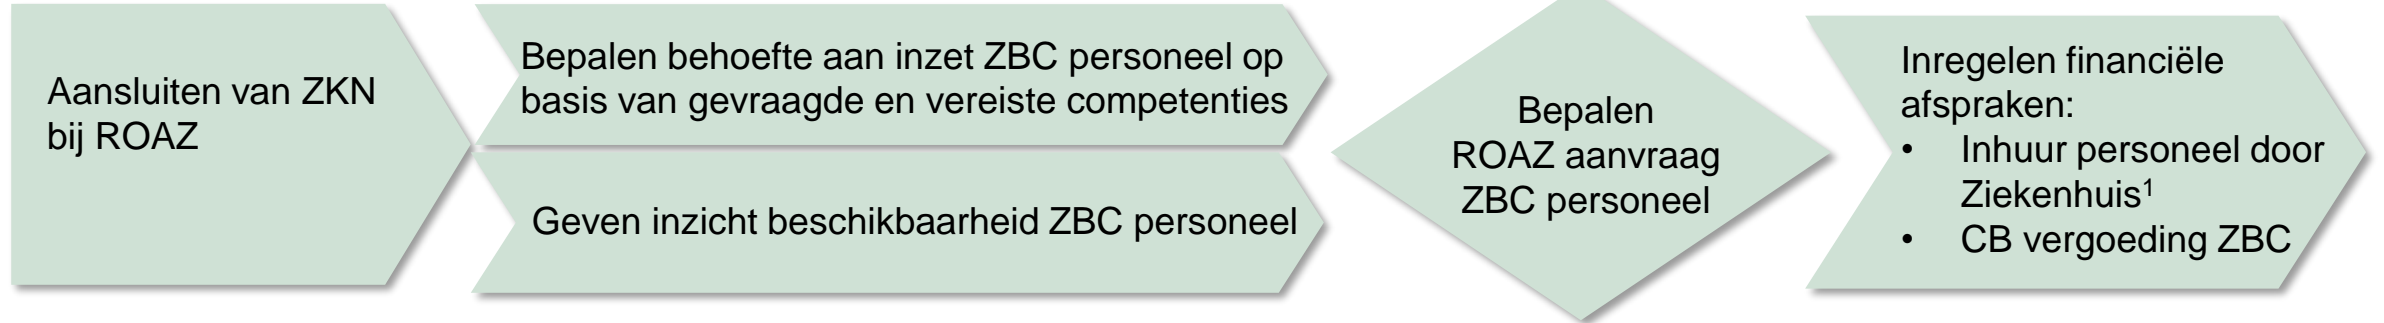 Aansluiten van ZKN
bij ROAZ
Bepalen behoefte aan inzet ZBC personeel op
basis van gevraagde en vereiste competenties
Geven inzicht beschikbaarheid ZBC personeel
Bepalen
ROAZ aanvraag
ZBC personeel
Inregelen financiële
afspraken:
• Inhuur personeel door
Ziekenhuis¹
• CB vergoeding ZBC